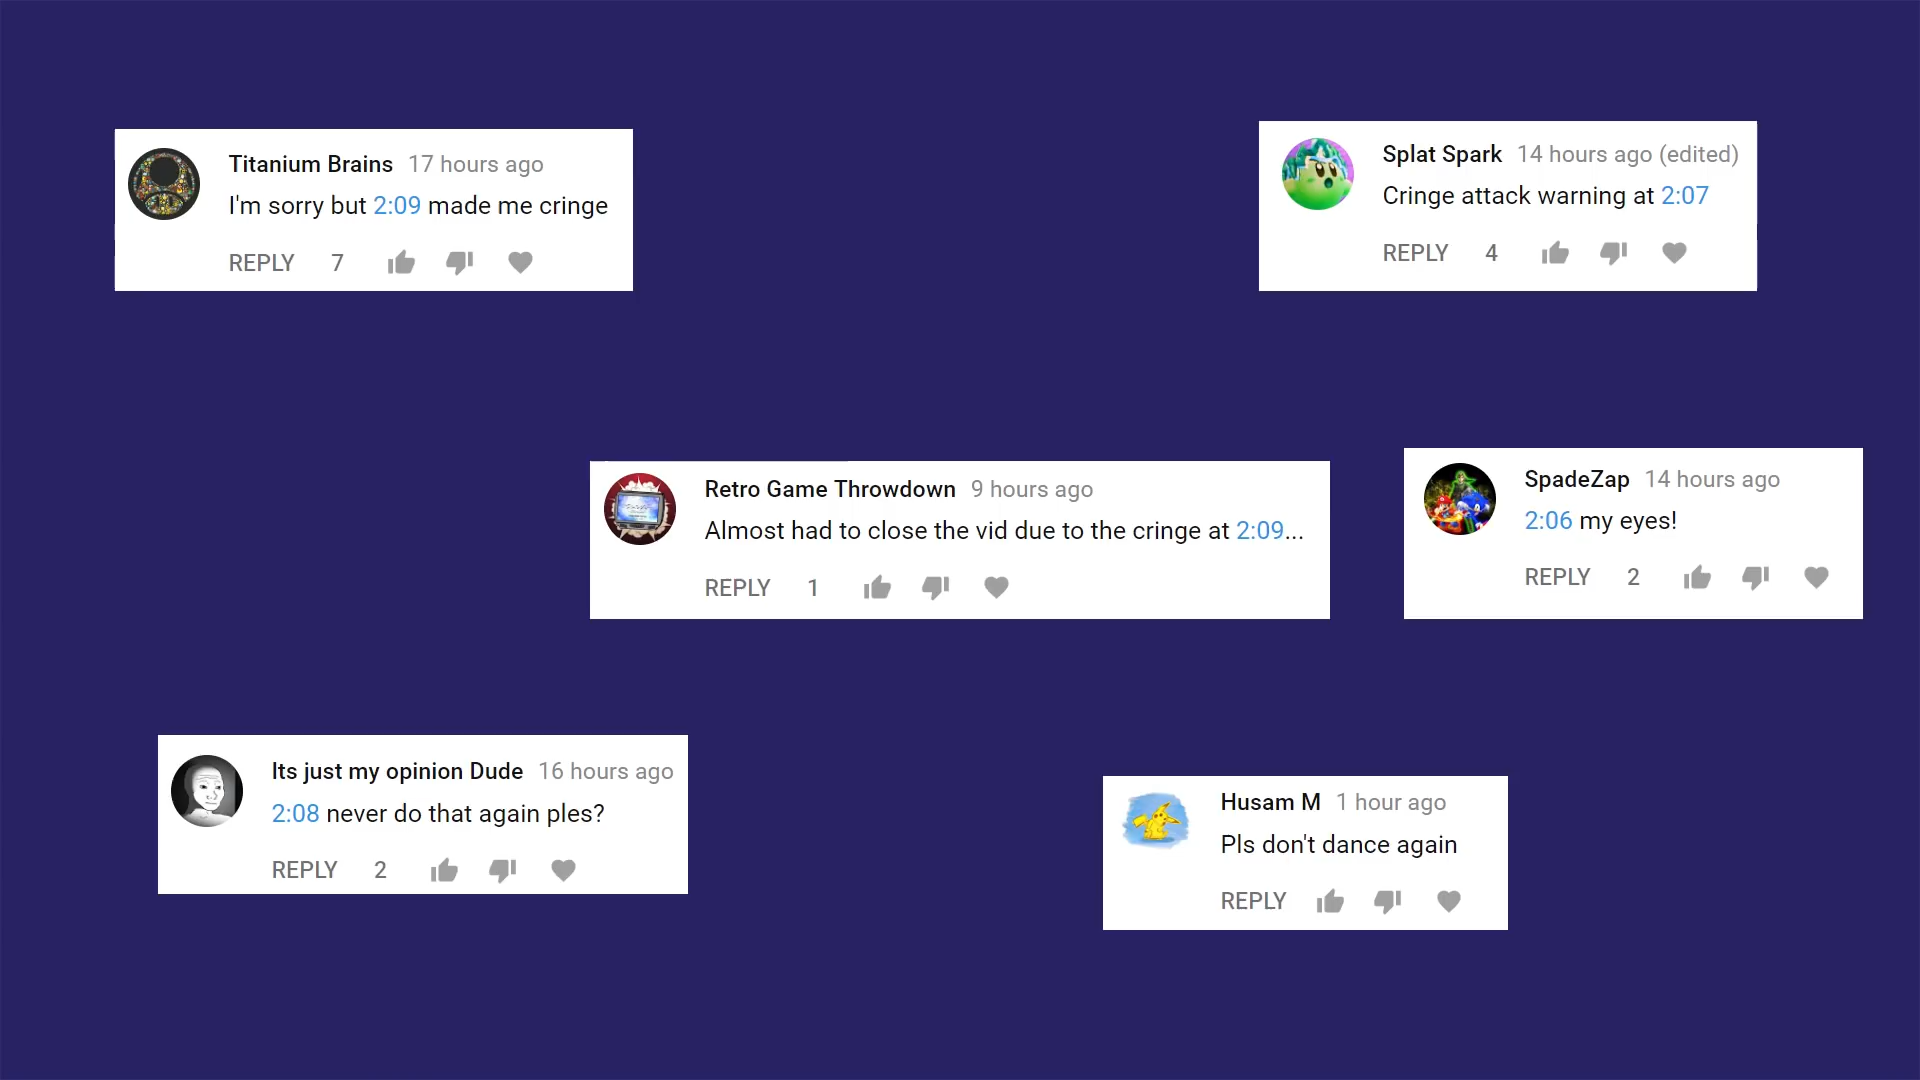 Titanium Brains 17 hours ago
I'm sorry but 2:09 made me cringe
REPLY 7
Splat Spark 14 hours ago (edited)
Cringe attack warning at 2:07
REPLY 4
Retro Game Throwdown 9 hours ago
Almost had to close the vid due to the cringe at 2:09...
REPLY 1
SpadeZap 14 hours ago
2:06 my eyes!
REPLY 2
Its just my opinion Dude 16 hours ago
2:08 never do that again ples?
REPLY 2
Husam M 1 hour ago
Pls don't dance again
REPLY